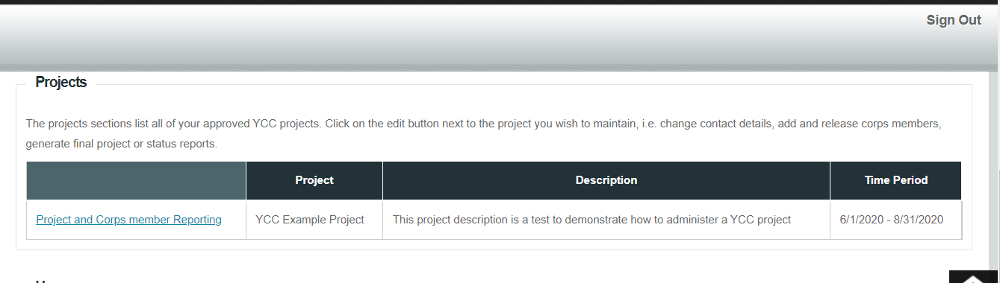 Sign Out
Projects
The projects sections list all of your approved YCC projects. Click on the edit button next to the project you wish to maintain, i.e. change contact details, add and release corps members,
generate final project or status reports.
Project Description Time Period
Project and Corps member Reporting YCC Example Project This project description is a test to demonstrate how to administer a YCC project 6/1/2020 - 8/31/2020